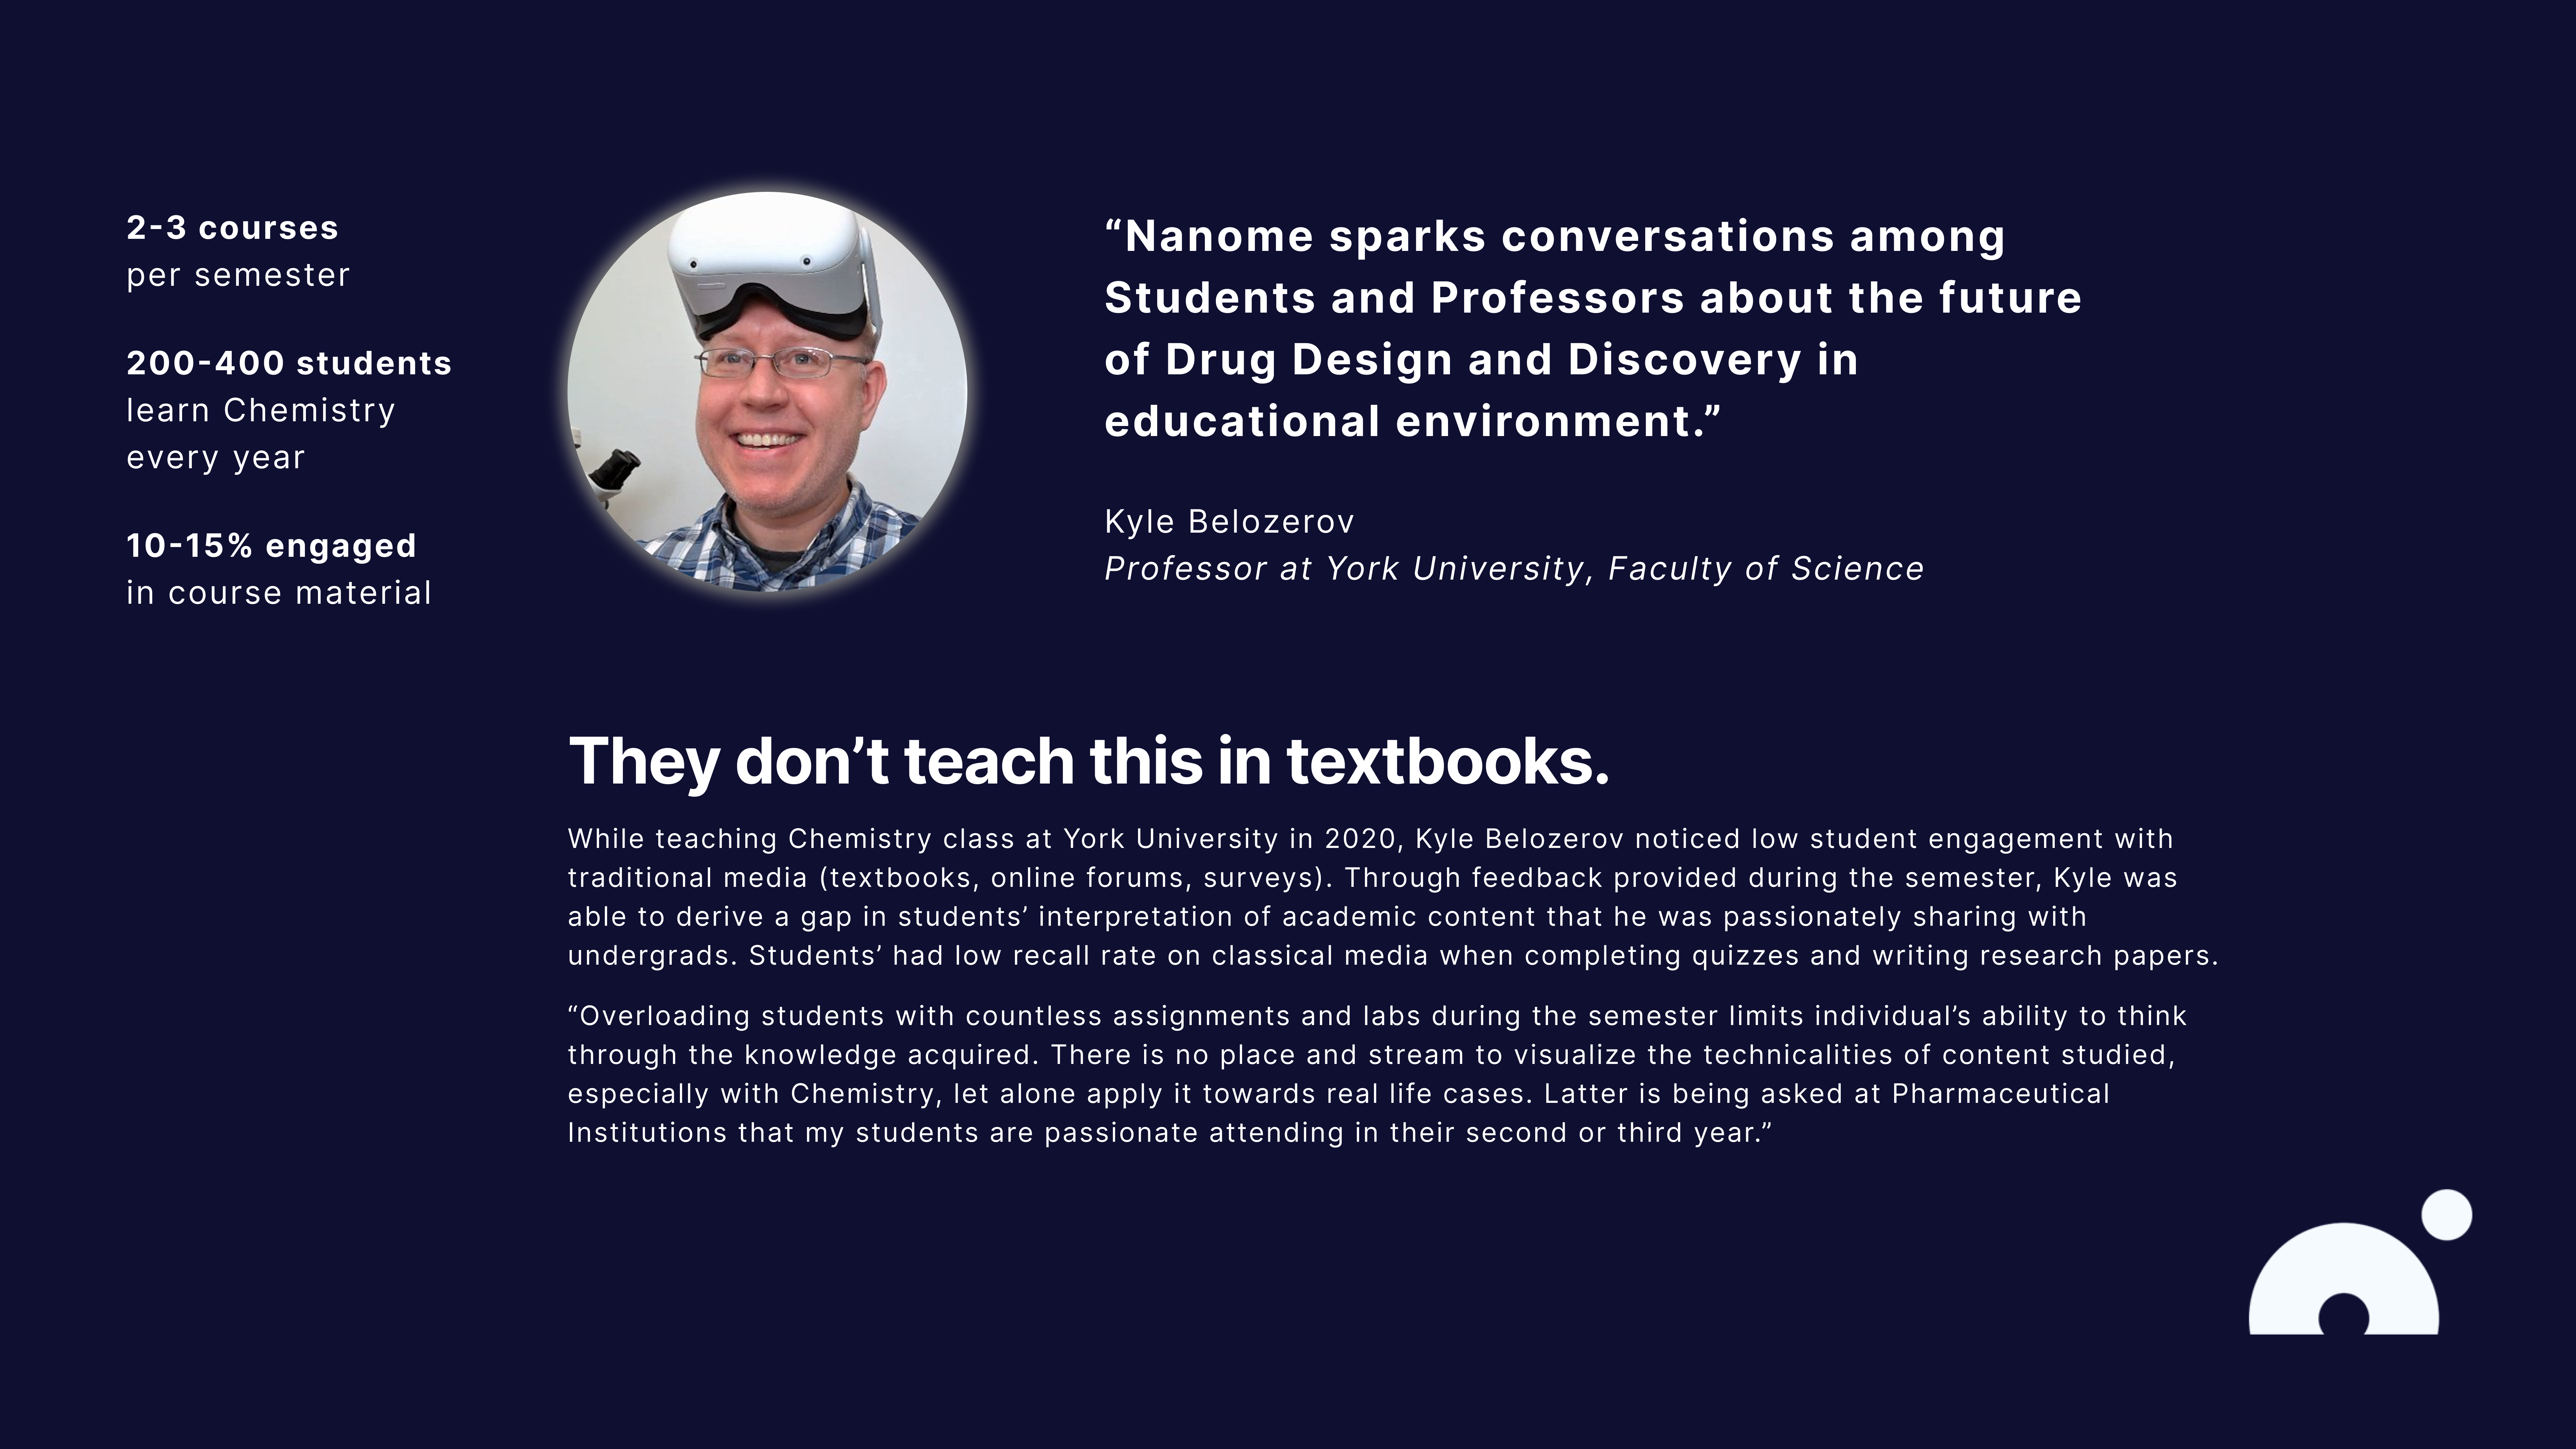 2-3 courses
per semester
200-400 students
learn Chemistry
every year
10-15% engaged
in course material
“Nanome sparks conversations among
Students and Professors about the future
of Drug Design and Discovery in
educational environment.”
Kyle Belozerov
Professor at York University, Faculty of Science
They don’t teach this in textbooks.
While teaching Chemistry class at York University in 2020, Kyle Belozerov noticed low student engagement with
traditional media (textbooks, online forums, surveys). Through feedback provided during the semester, Kyle was
able to derive a gap in students’ interpretation of academic content that he was passionately sharing with
undergrads. Students’ had low recall rate on classical media when completing quizzes and writing research papers.
“Overloading students with countless assignments and labs during the semester limits individual’s ability to think
through the knowledge acquired. There is no place and stream to visualize the technicalities of content studied,
especially with Chemistry, let alone apply it towards real life cases. Latter is being asked at Pharmaceutical
Institutions that my students are passionate attending in their second or third year.”